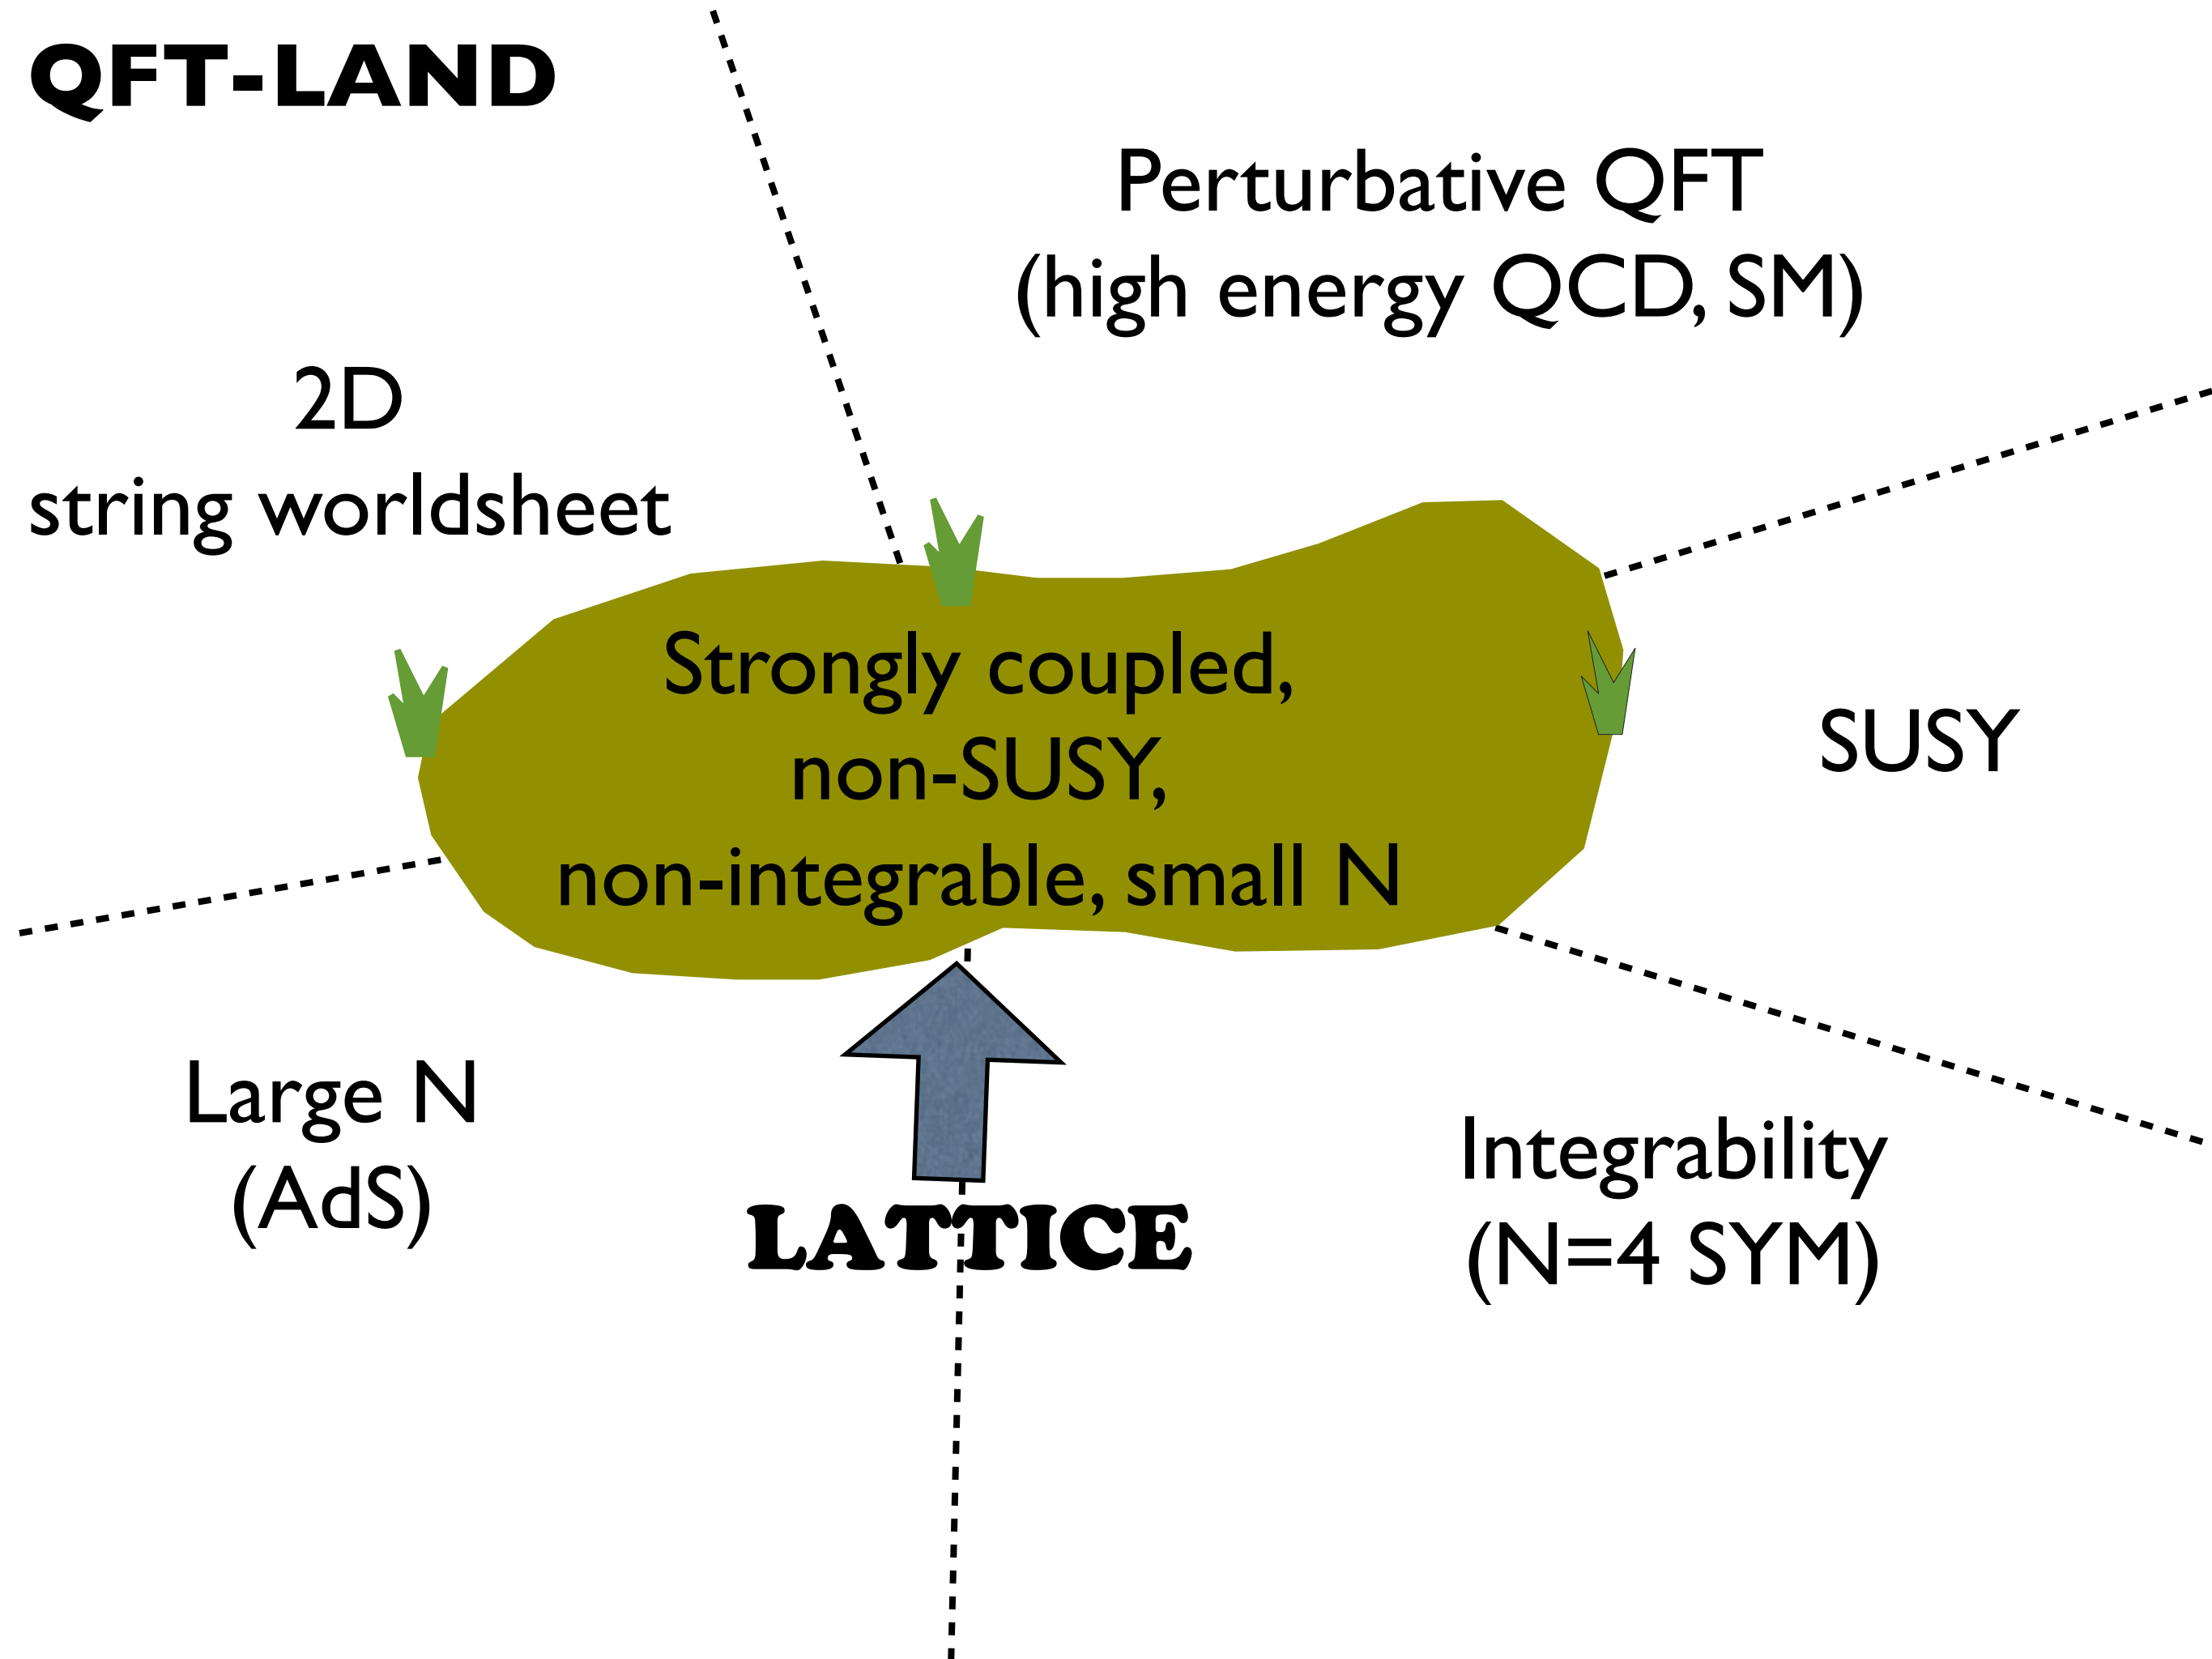 QFT-LAND
Perturbative QFT
(high energy QCD, SM)
2D
string worldsheet
Strongly coupled,
non-SUSY,
non-integrable, small N
SUSY
Large N
(AdS)
LATTICE
Integrability
(N=4 SYM)